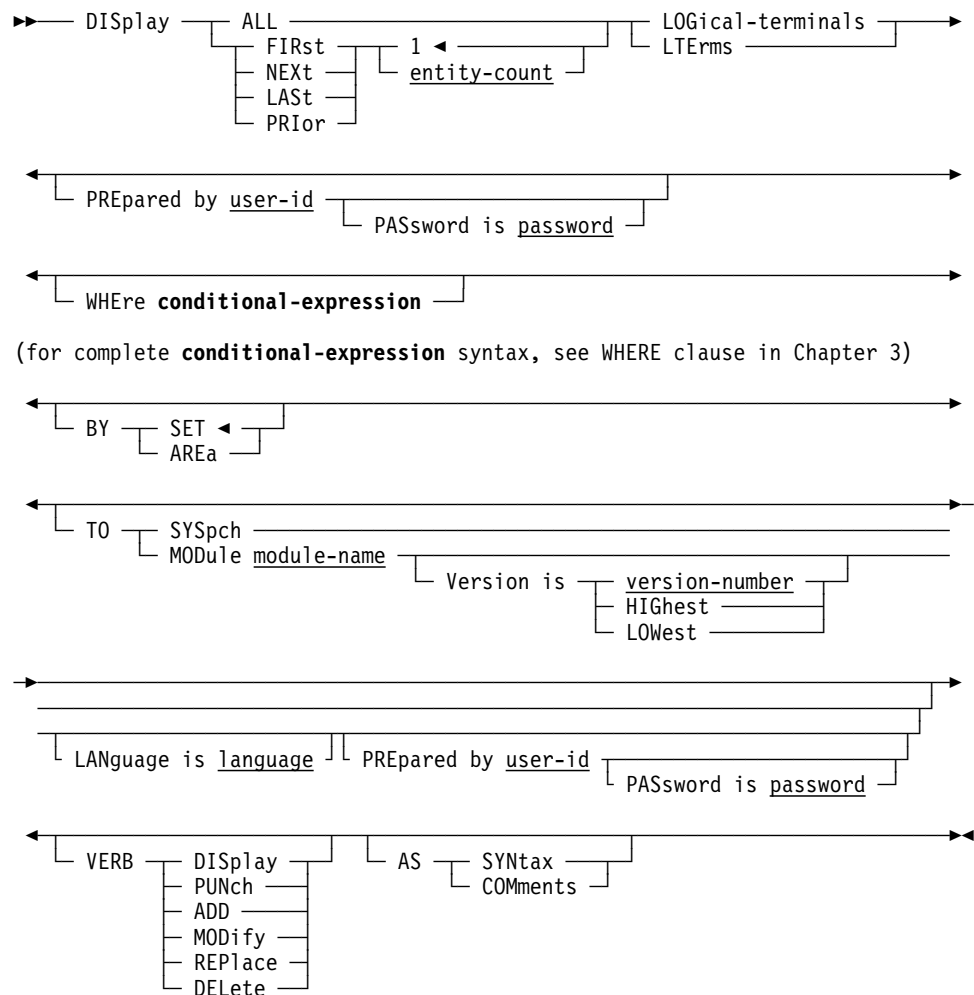 DISplay ALL LOGical-terminals
FIRst 1 LTErms
NEXt entity-count
LASt
PRIor
PREpared by user-id
PASsword is password
WHEre conditional-expression
(for complete conditional-expression syntax, see WHERE clause in Chapter 3)
BY SET
AREa
TO SYSpch
MODule module-name
Version is version-number
HIGhest
LOWest
LANguage is language PREpared by user-id
PASsword is password
VERB DISplay AS SYNtax
PUNch COMments
ADD
MODify
REPlace
DELete